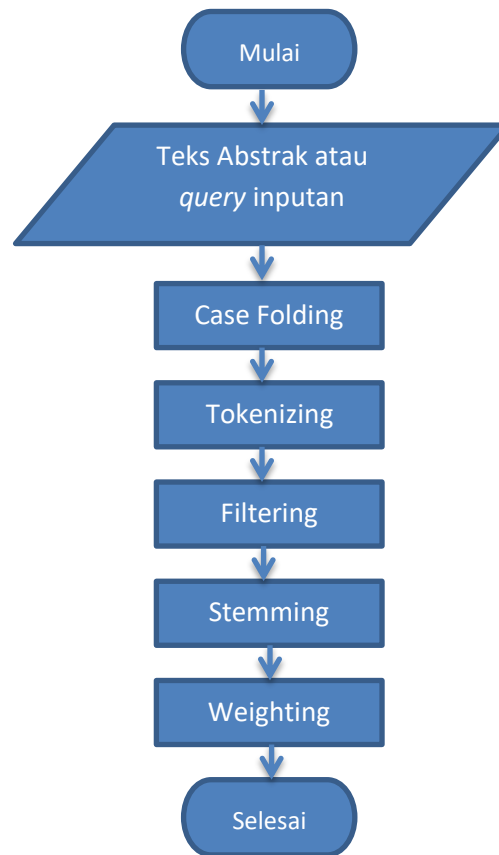 Mulai
Teks Abstrak atau
query inputan
Case Folding
Tokenizing
Filtering
Stemming
Weighting
Selesai